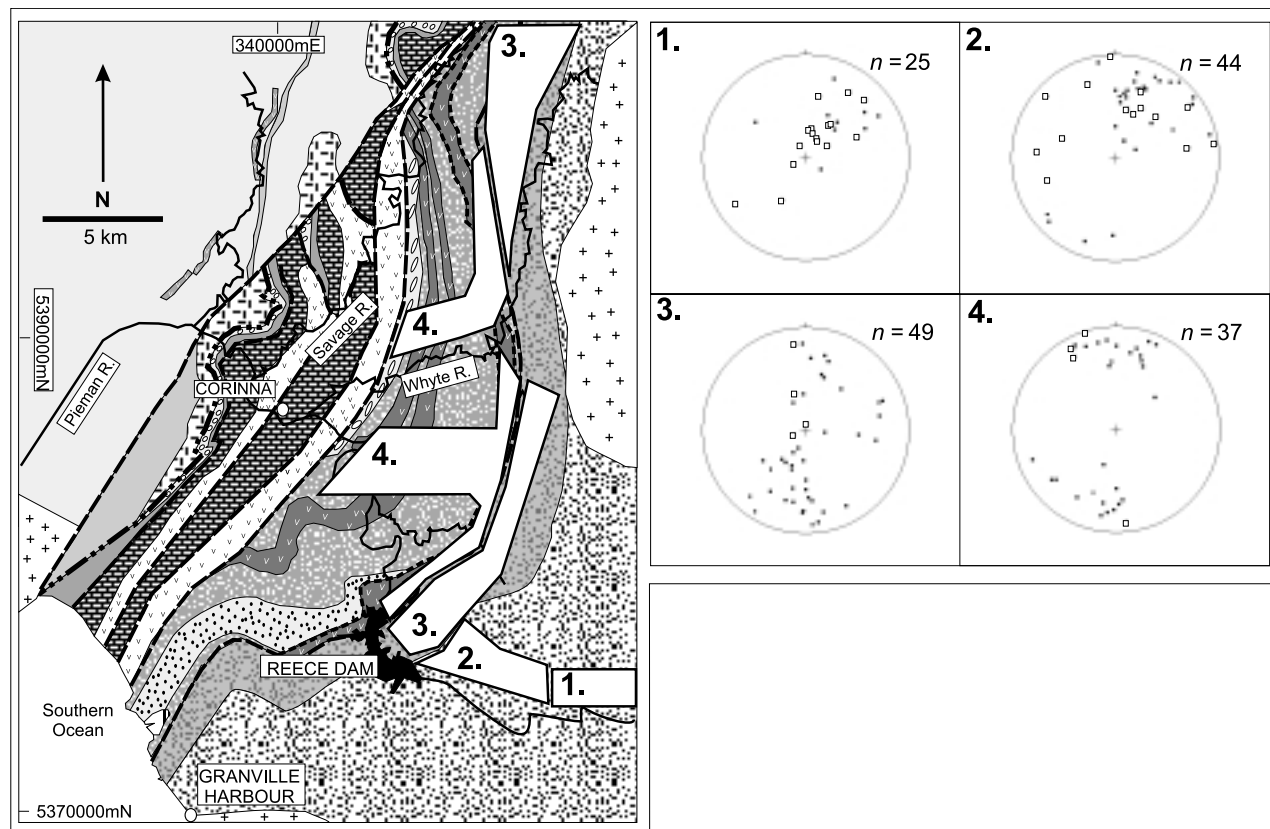 340000mE
3.
N
5 km
5390000mN
Pieman R.
CORINNA
Savage R.
4.
Whyte R.
4.
3.
2.
1.
REECE DAM
Southern
Ocean
GRANVILLE
HARBOUR
5370000mN
1.
n = 25
2.
n = 44
3.
n = 49
4.
n = 37